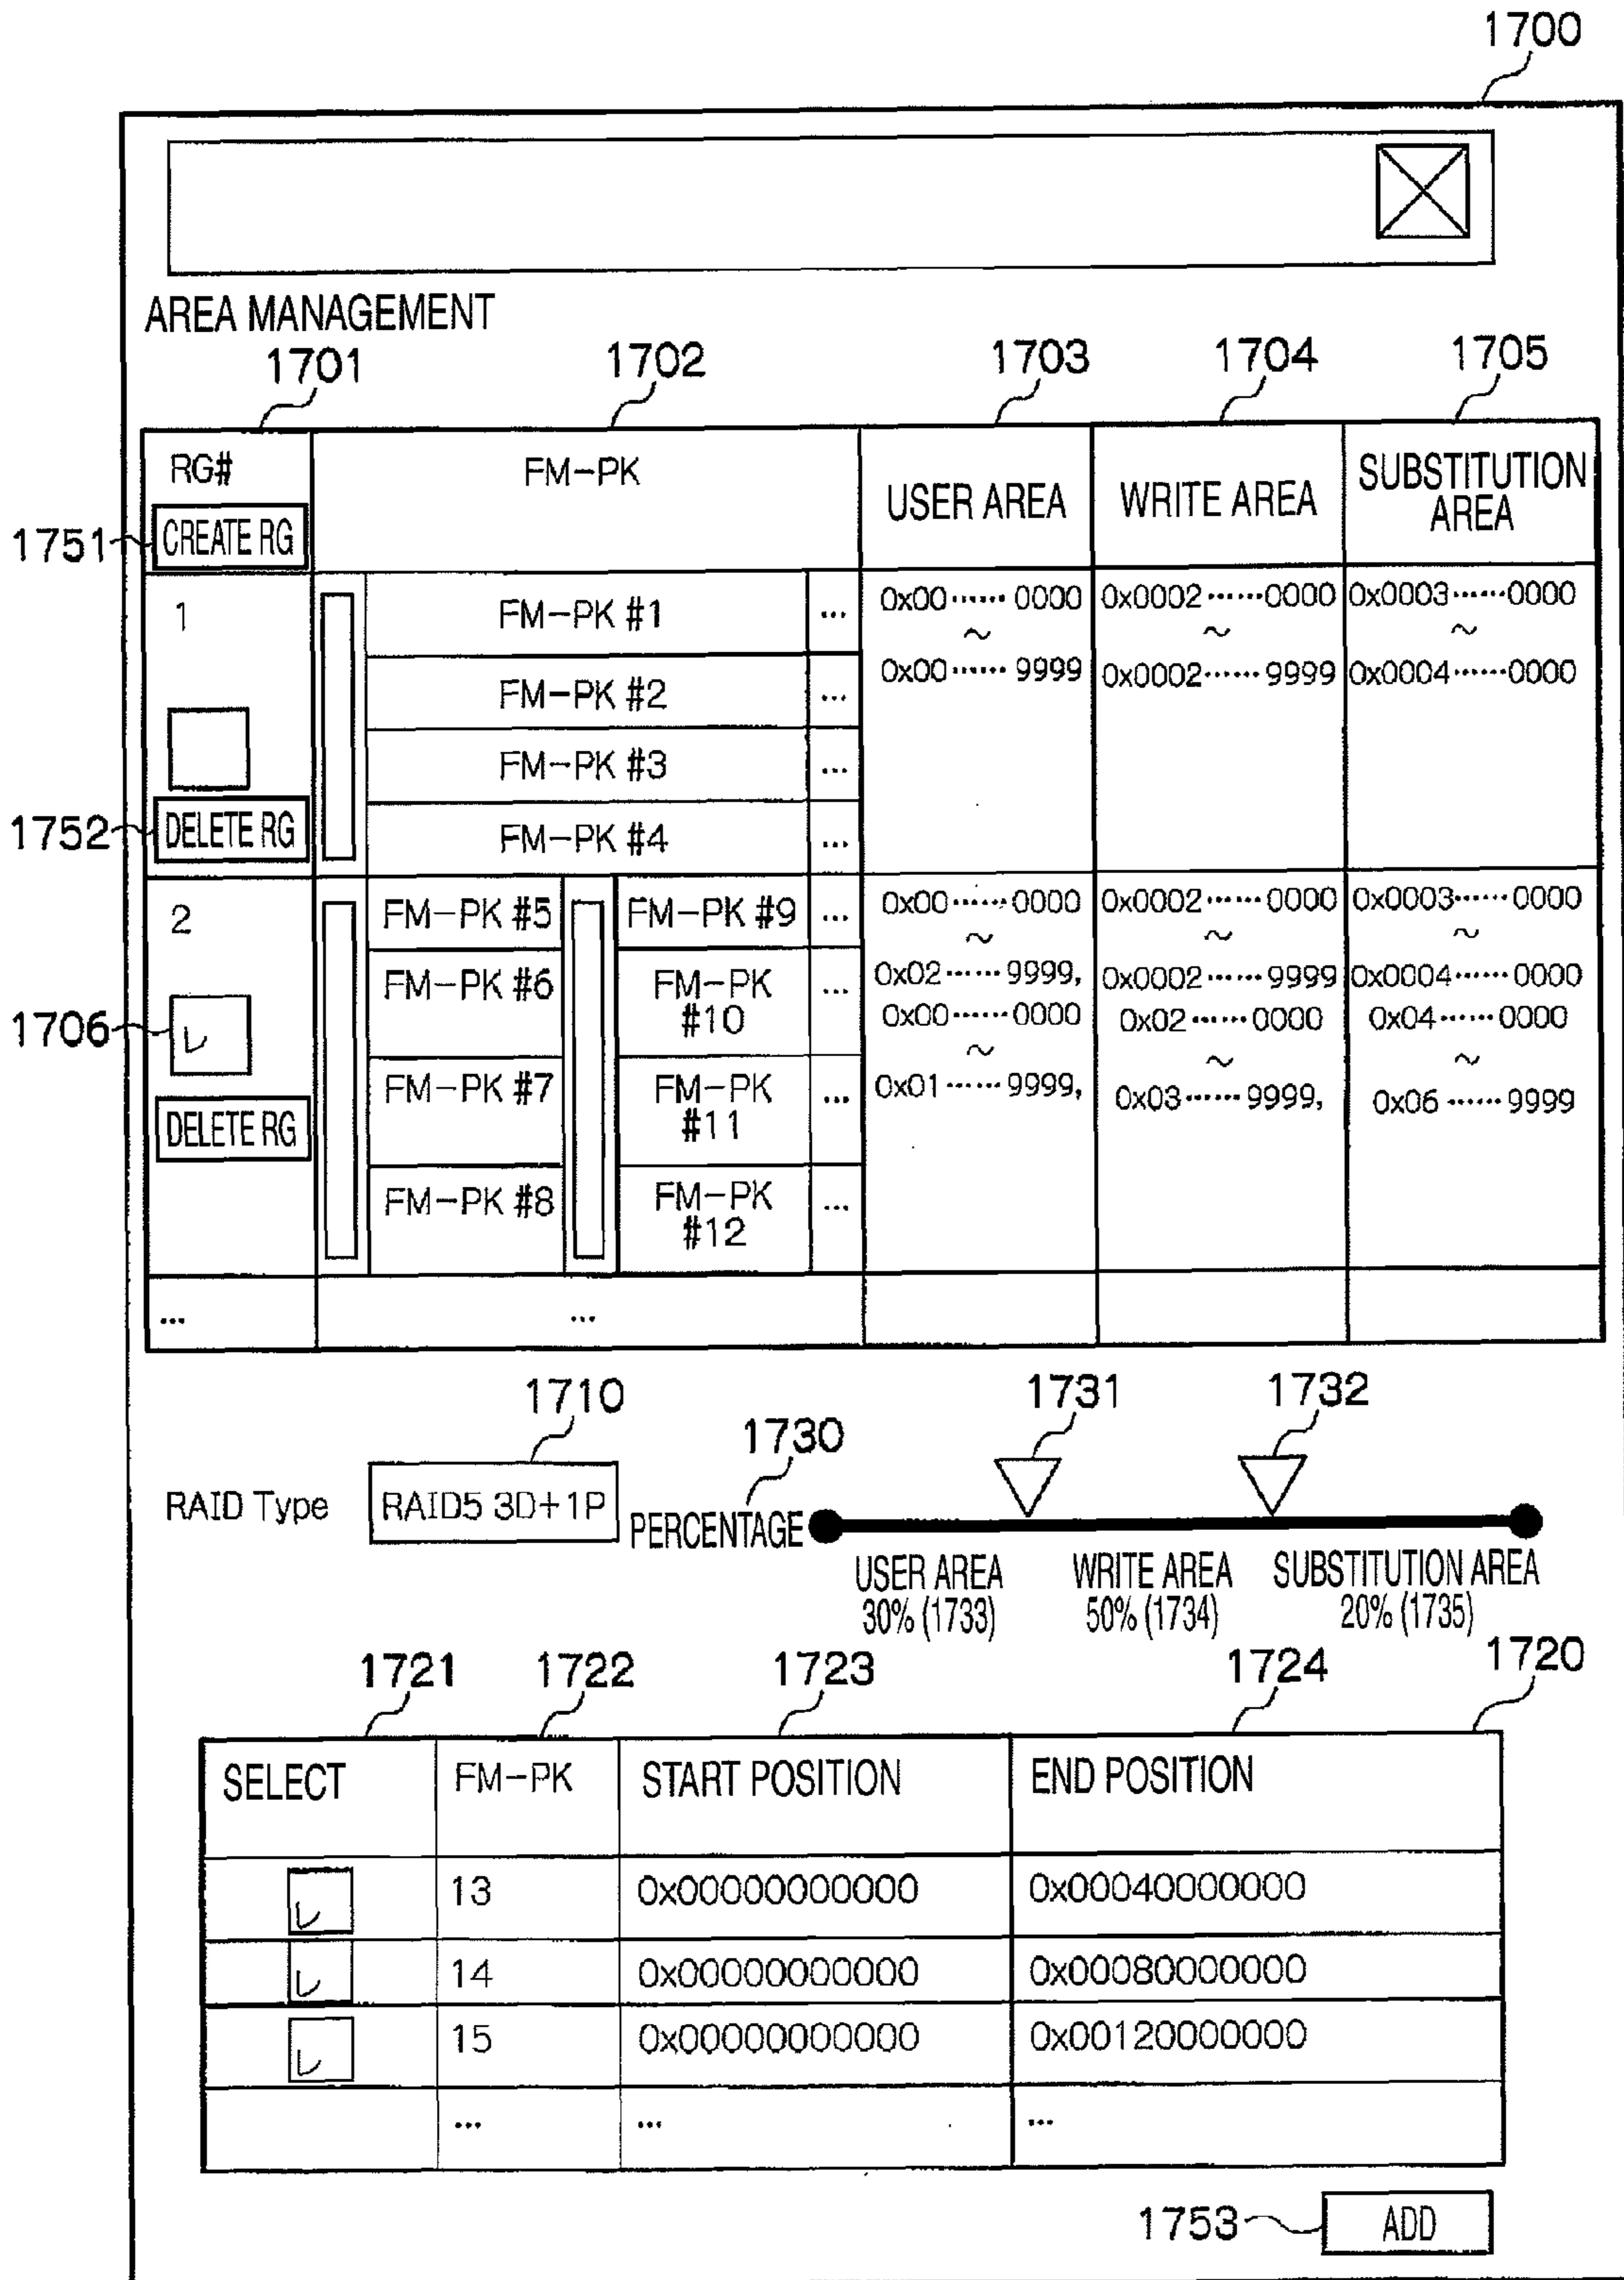 1700
AREA MANAGEMENT
1701 1702 1703 1704 1705
RG# FM-PK USER AREA WRITE AREA SUBSTITUTION AREA
1751 CREATE RG
1 FM-PK #1 ... 0x00······0000 0x0002······0000 0x0003······0000
~ ~ ~
FM-PK #2 ... 0x00······9999 0x0002······9999 0x0004······0000
FM-PK #3 ...
1752 DELETE RG FM-PK #4 ...
2 FM-PK #5 FM-PK #9 ... 0x00······0000 0x0002······0000 0x0003······0000
~ ~ ~
FM-PK #6 FM-PK #10 ... 0x02······9999, 0x0002······9999 0x0004······0000
1706 0x00······0000 0x02······0000 0x04······0000
~ ~ ~
FM-PK #7 FM-PK #11 ... 0x01······9999, 0x03······9999, 0x06······9999
DELETE RG
FM-PK #8 FM-PK #12 ...
... ...
1710 1730 1731 1732
RAID Type RAID5 3D+1P PERCENTAGE
USER AREA WRITE AREA SUBSTITUTION AREA
30% (1733) 50% (1734) 20% (1735)
1721 1722 1723 1724 1720
SELECT FM-PK START POSITION END POSITION
13 0x00000000000 0x00040000000
14 0x00000000000 0x00080000000
15 0x00000000000 0x00120000000
... ... ...
1753 ADD